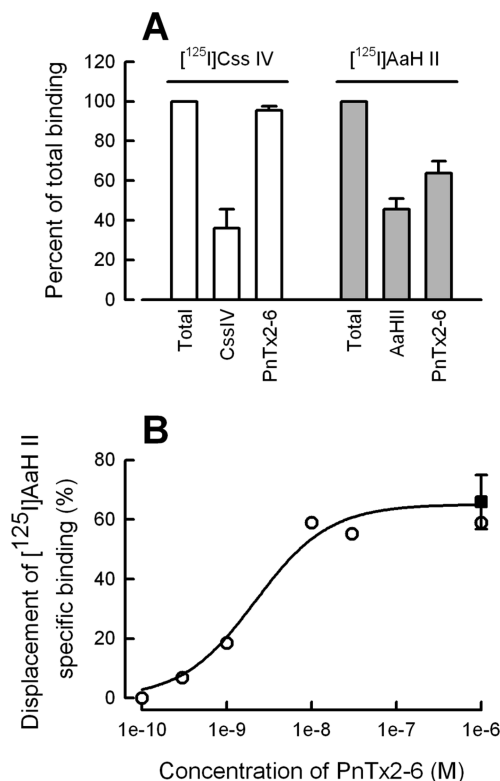 A
[125I]Css IV [125I]AaH II
120
100
80
60
40
20
0
Percent of total binding
Total CssIV PnTx2-6 Total AaHII PnTx2-6
B
80
60
40
20
0
Displacement of [125I]AaH II
specific binding (%)
1e-10 1e-9 1e-8 1e-7 1e-6
Concentration of PnTx2-6 (M)